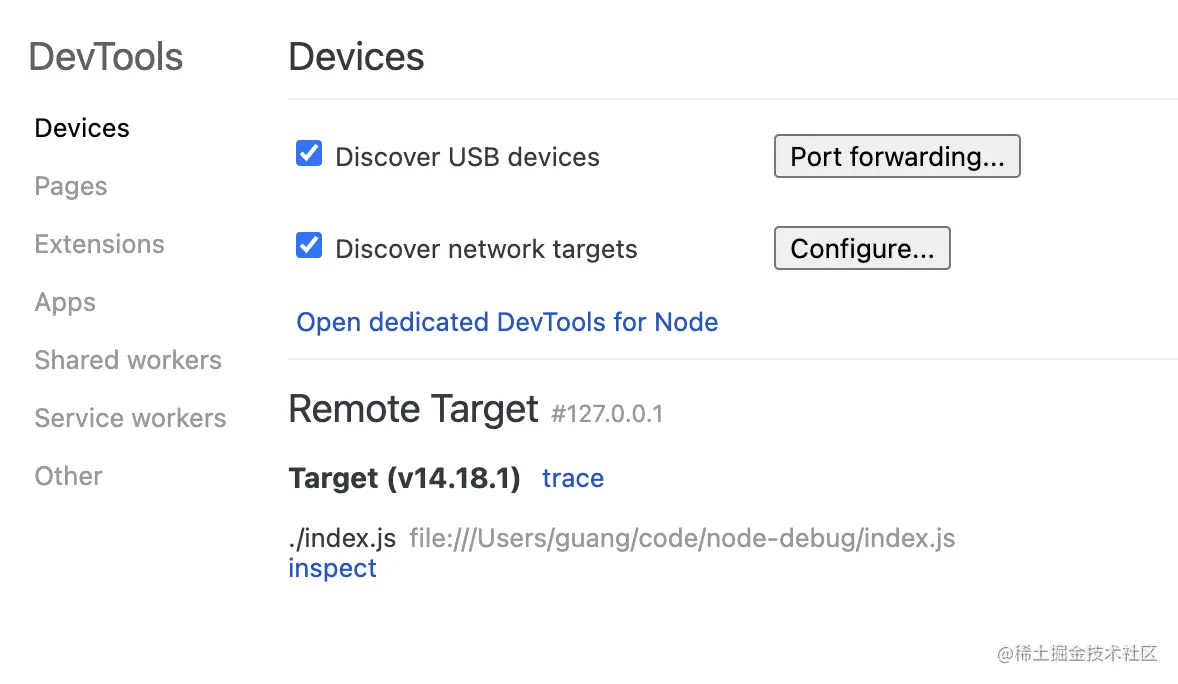 DevTools
Devices
Pages
Extensions
Apps
Shared workers
Service workers
Other
Devices
Discover USB devices
Port forwarding...
Discover network targets
Configure...
Open dedicated DevTools for Node
Remote Target #127.0.0.1
Target (v14.18.1) trace
./index.js file:///Users/guang/code/node-debug/index.js
inspect
@稀土掘金技术社区